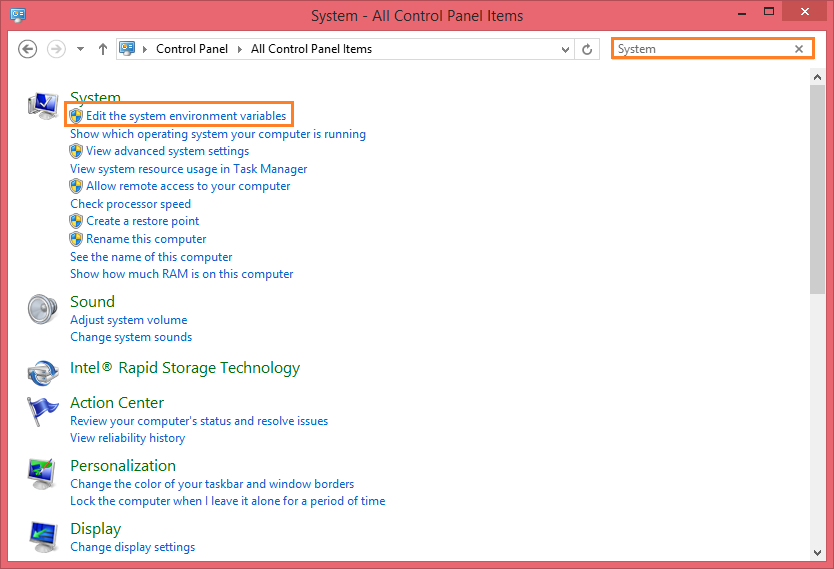 System - All Control Panel Items
Control Panel All Control Panel Items
System
System
Edit the system environment variables
Show which operating system your computer is running
View advanced system settings
View system resource usage in Task Manager
Allow remote access to your computer
Check processor speed
Create a restore point
Rename this computer
See the name of this computer
Show how much RAM is on this computer
Sound
Adjust system volume
Change system sounds
Intel® Rapid Storage Technology
Action Center
Review your computer's status and resolve issues
View reliability history
Personalization
Change the color of your taskbar and window borders
Lock the computer when I leave it alone for a period of time
Display
Change display settings